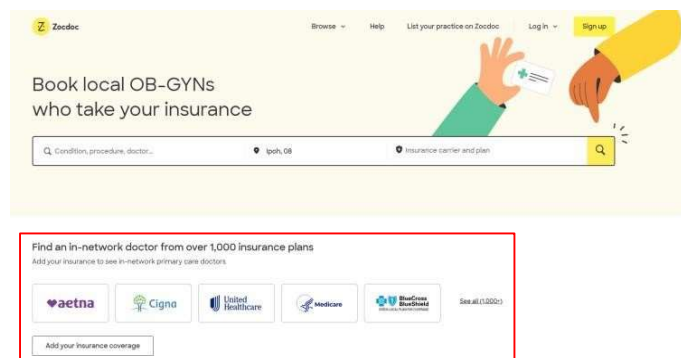 Zocdoc
Browse
Help
List your practice on Zocdoc
Log in
Sign up
Book local OB-GYNs
who take your insurance
Condition, procedure, doctor...
Ipoh, 08
Insurance carrier and plan
Find an in-network doctor from over 1,000 insurance plans
Add your insurance to see in-network primary care doctors
aetna
Cigna
United
Healthcare
Medicare
BlueCross
BlueShield
See all (1,000+)
Add your insurance coverage